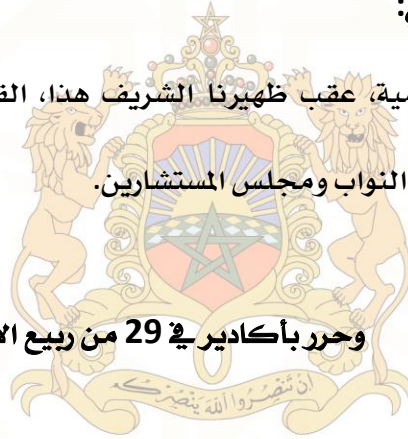 :
مية، عقب ظهيرنا الشريف هذا، الق
النواب ومجلس المستشارين.
وحرر بأكادير في 29 من ربيع الا
إن تنصروا الله ينصركم